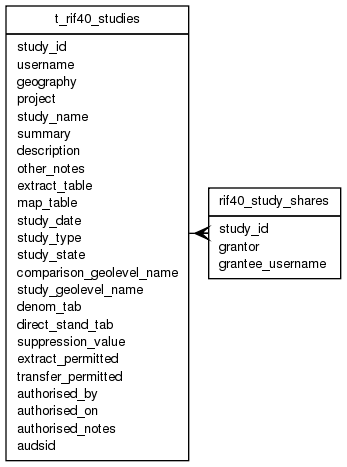 t_rif40_studies
study_id
username
geography
project
study_name
summary
description
other_notes
extract_table
map_table
study_date
study_type
study_state
comparison_geolevel_name
study_geolevel_name
denom_tab
direct_stand_tab
suppression_value
extract_permitted
transfer_permitted
authorised_by
authorised_on
authorised_notes
audsid
rif40_study_shares
study_id
grantor
grantee_username